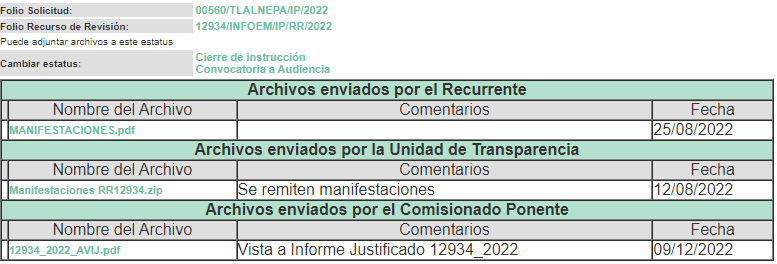 Folio Solicitud: 00560/TLALNEPA/IP/2022
Folio Recurso de Revisión: 12934/INFOEM/IP/RR/2022
Puede adjuntar archivos a este estatus
Cambiar estatus: Cierre de instrucción
Convocatoria a Audiencia
Archivos enviados por el Recurrente
Nombre del Archivo Comentarios Fecha
MANIFESTACIONES.pdf 25/08/2022
Archivos enviados por la Unidad de Transparencia
Nombre del Archivo Comentarios Fecha
Manifestaciones RR12934.zip Se remiten manifestaciones 12/08/2022
Archivos enviados por el Comisionado Ponente
Nombre del Archivo Comentarios Fecha
12934_2022_AVIJ.pdf Vista a Informe Justificado 12934_2022 09/12/2022